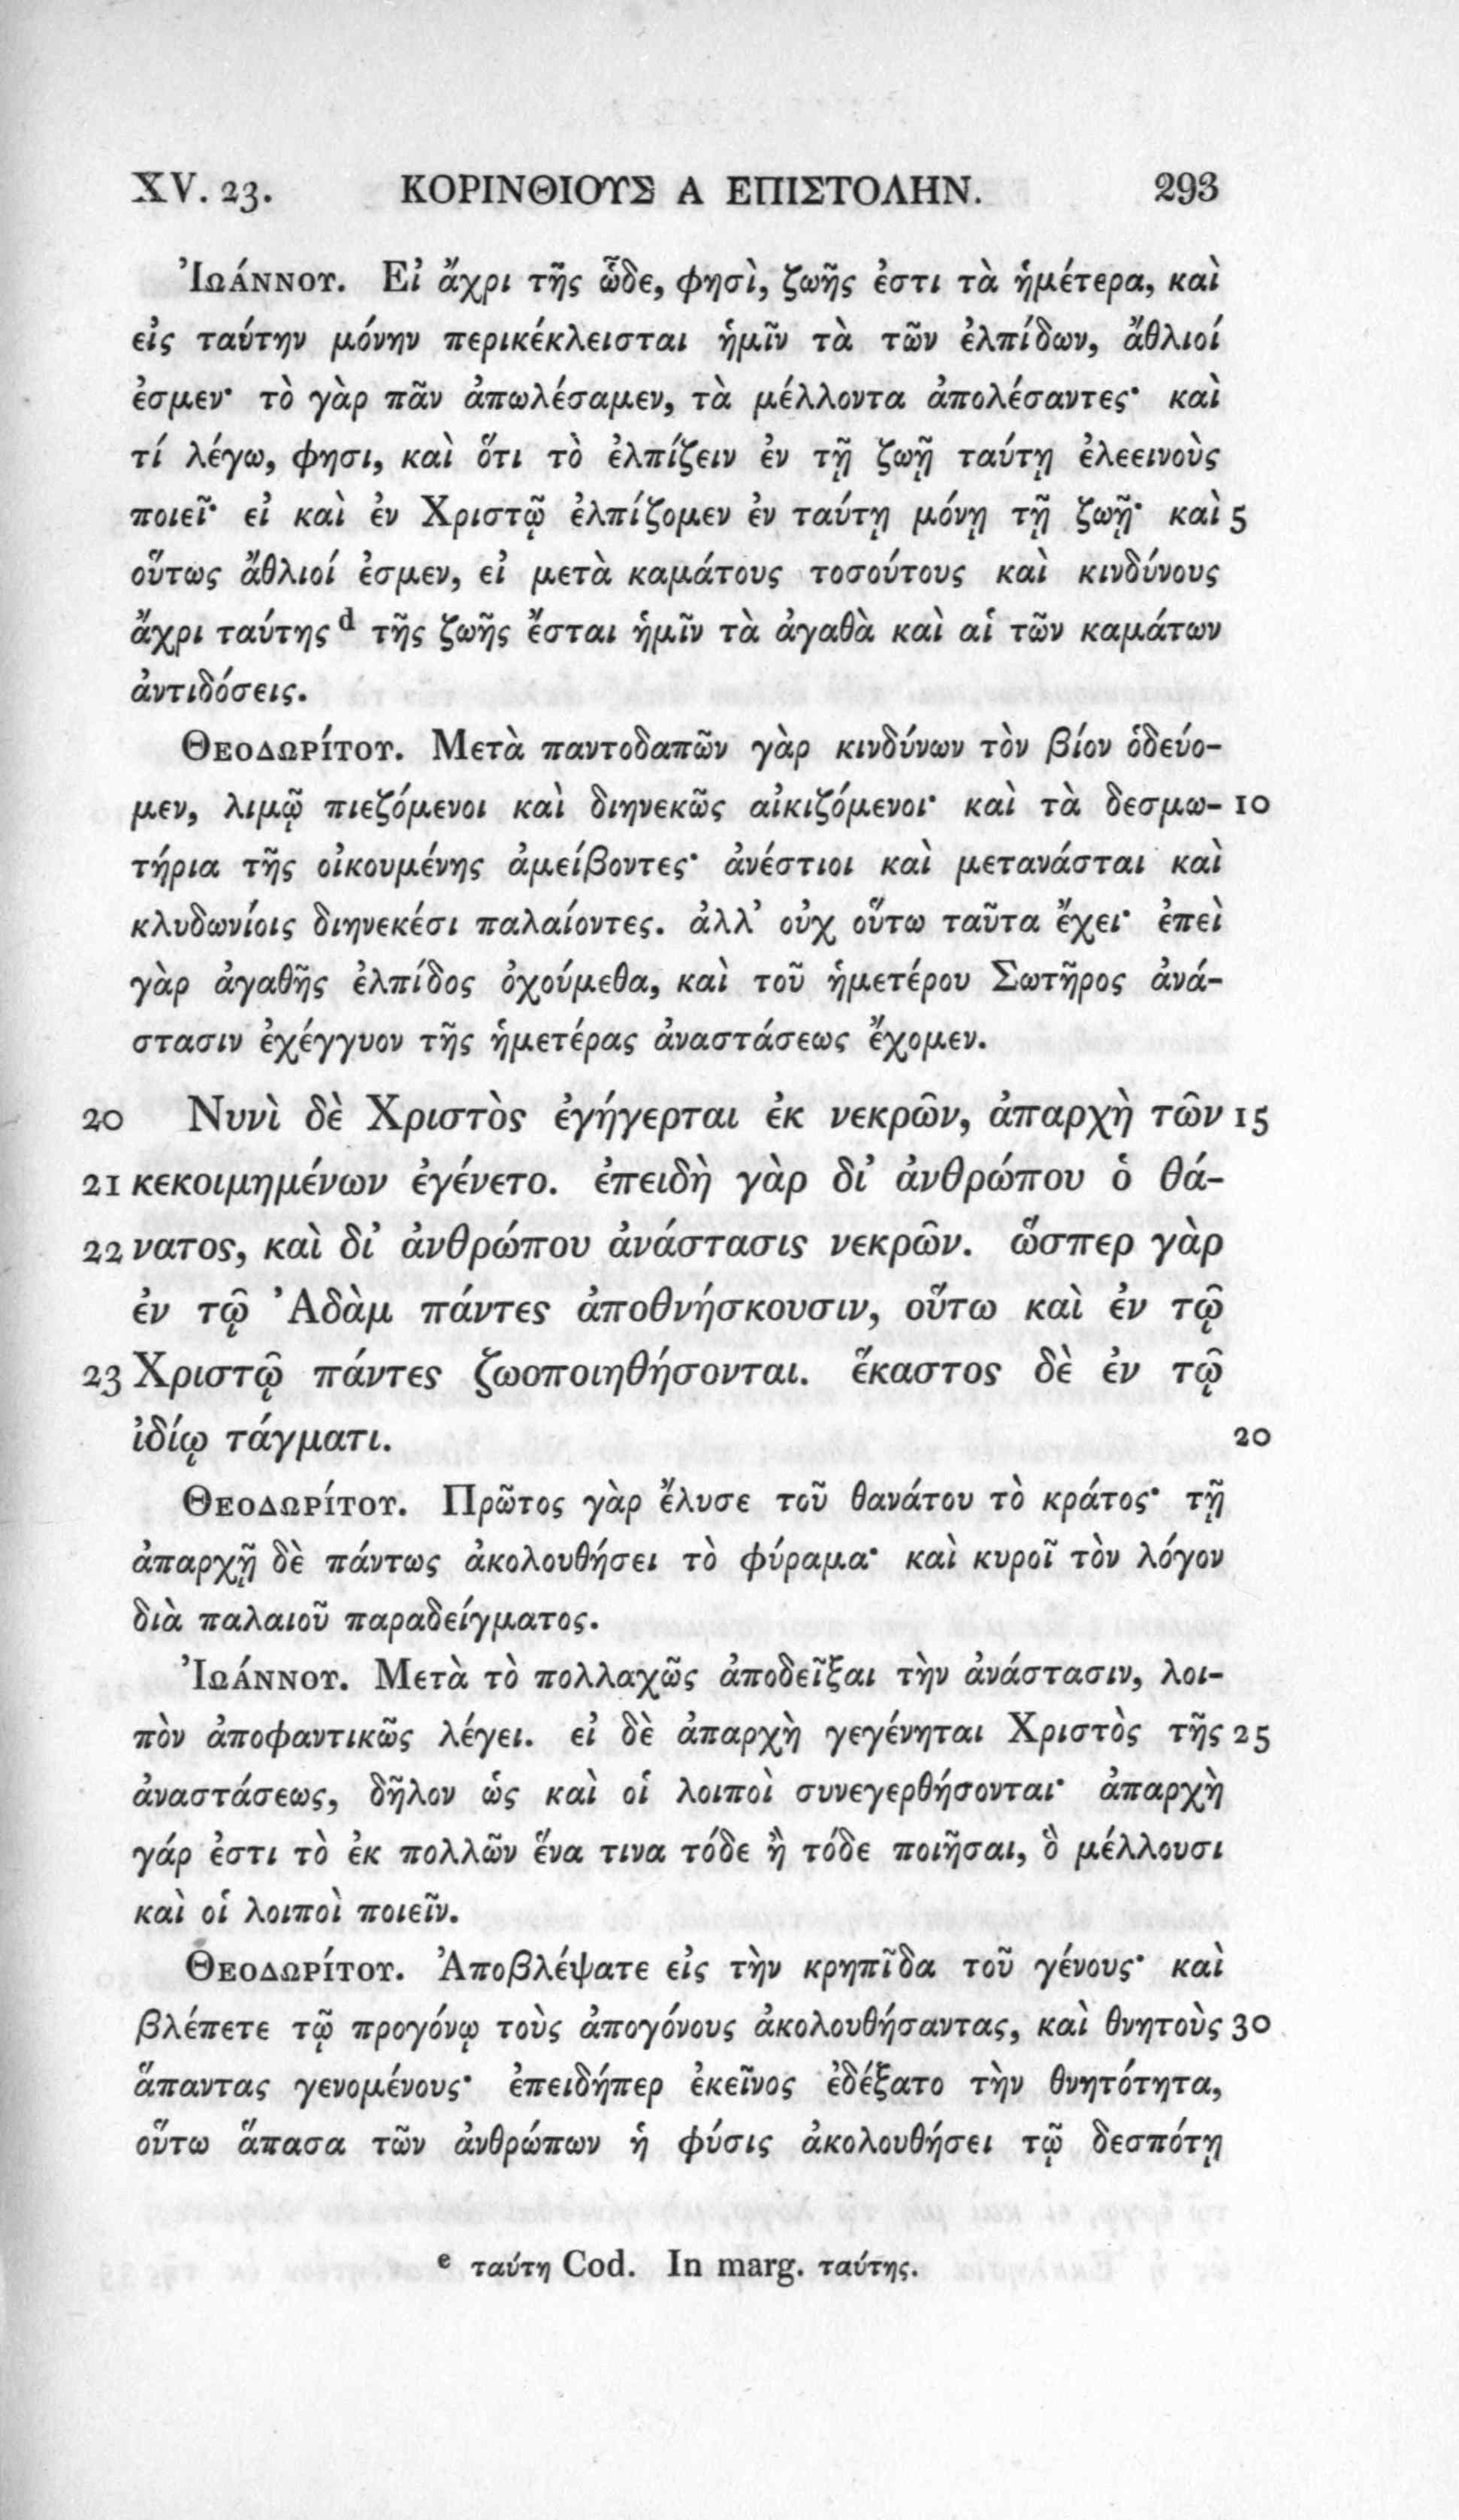 XV. 23. ΚΟΡΙΝΘΙΟΥΣ Α ΕΠΙΣΤΟΛΗΝ. 293
Ἰωάννου. Εἰ ἄχρι τῆς ὧδε, φησὶ, ζωῆς ἐστι τὰ ἡμέτερα, καὶ
εἰς ταύτην μόνην περικέκλεισται ἡμῖν τὰ τῶν ἐλπίδων, ἄθλιοί
ἐσμεν· τὸ γὰρ πᾶν ἀπωλέσαμεν, τὰ μέλλοντα ἀπολέσαντες· καὶ
τί λέγω, φησι, καὶ ὅτι τὸ ἐλπίζειν ἐν τῇ ζωῇ ταύτῃ ἐλεεινοὺς
ποιεῖ· εἰ καὶ ἐν Χριστῷ ἐλπίζομεν ἐν ταύτῃ μόνῃ τῇ ζωῇ· καὶ 5
οὕτως ἄθλιοί ἐσμεν, εἰ μετὰ καμάτους τοσούτους καὶ κινδύνους
ἄχρι ταύτης d τῆς ζωῆς ἔσται ἡμῖν τὰ ἀγαθὰ καὶ αἱ τῶν καμάτων
ἀντιδόσεις.
Θεοδωρίτου. Μετὰ παντοδαπῶν γὰρ κινδύνων τὸν βίον ὁδεύο-
μεν, λιμῷ πιεζόμενοι καὶ διηνεκῶς αἰκιζόμενοι· καὶ τὰ δεσμω- 10
τήρια τῆς οἰκουμένης ἀμείβοντες· ἀνέστιοι καὶ μετανάσται καὶ
κλυδωνίοις διηνεκέσι παλαίοντες. ἀλλ’ οὐχ οὕτω ταῦτα ἔχει· ἐπεὶ
γὰρ ἀγαθῆς ἐλπίδος ὀχούμεθα, καὶ τοῦ ἡμετέρου Σωτῆρος ἀνά-
στασιν ἐχέγγυον τῆς ἡμετέρας ἀναστάσεως ἔχομεν.
20 Νυνὶ δὲ Χριστὸς ἐγήγερται ἐκ νεκρῶν, ἀπαρχὴ τῶν 15
21 κεκοιμημένων ἐγένετο. ἐπειδὴ γὰρ δι’ ἀνθρώπου ὁ θά-
22 νατος, καὶ δι’ ἀνθρώπου ἀνάστασις νεκρῶν. ὥσπερ γὰρ
ἐν τῷ Ἀδὰμ πάντες ἀποθνήσκουσιν, οὕτω καὶ ἐν τῷ
23 Χριστῷ πάντες ζωοποιηθήσονται. ἕκαστος δὲ ἐν τῷ
ἰδίῳ τάγματι. 20
Θεοδωρίτου. Πρῶτος γὰρ ἔλυσε τοῦ θανάτου τὸ κράτος· τῇ
ἀπαρχῇ δὲ πάντως ἀκολουθήσει τὸ φύραμα· καὶ κυροῖ τὸν λόγον
διὰ παλαιοῦ παραδείγματος.
Ἰωάννου. Μετὰ τὸ πολλαχῶς ἀποδεῖξαι τὴν ἀνάστασιν, λοι-
πὸν ἀποφαντικῶς λέγει. εἰ δὲ ἀπαρχὴ γεγένηται Χριστὸς τῆς 25
ἀναστάσεως, δῆλον ὡς καὶ οἱ λοιποὶ συνεγερθήσονται· ἀπαρχὴ
γάρ ἐστι τὸ ἐκ πολλῶν ἕνα τινα τόδε ἢ τόδε ποιῆσαι, ὃ μέλλουσι
καὶ οἱ λοιποὶ ποιεῖν.
Θεοδωρίτου. Ἀποβλέψατε εἰς τὴν κρηπῖδα τοῦ γένους· καὶ
βλέπετε τῷ προγόνῳ τοὺς ἀπογόνους ἀκολουθήσαντας, καὶ θνητοὺς 30
ἅπαντας γενομένους· ἐπειδήπερ ἐκεῖνος ἐδέξατο τὴν θνητότητα,
οὕτω ἅπασα τῶν ἀνθρώπων ἡ φύσις ἀκολουθήσει τῷ δεσπότῃ
e ταύτη Cod. In marg. ταύτης.